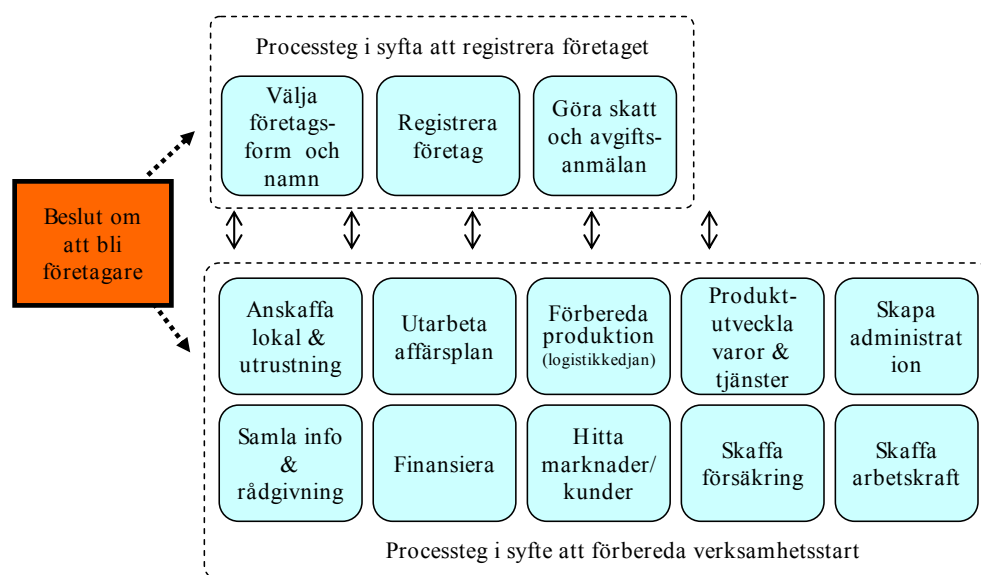 Processteg i syfta att registrera företaget
Välja
företags-
form och
namn
Registrera
företag
Göra skatt
och avgifts-
anmälan
Beslut om
att bli
företagare
Anskaffa
lokal &
utrustning
Utarbeta
affärsplan
Förbereda
produktion
(logistikkedjan)
Produkt-
utveckla
varor &
tjänster
Skapa
administrat
ion
Samla info
&
rådgivning
Finansiera
Hitta
marknader/
kunder
Skaffa
försäkring
Skaffa
arbetskraft
Processteg i syfte att förbereda verksamhetsstart